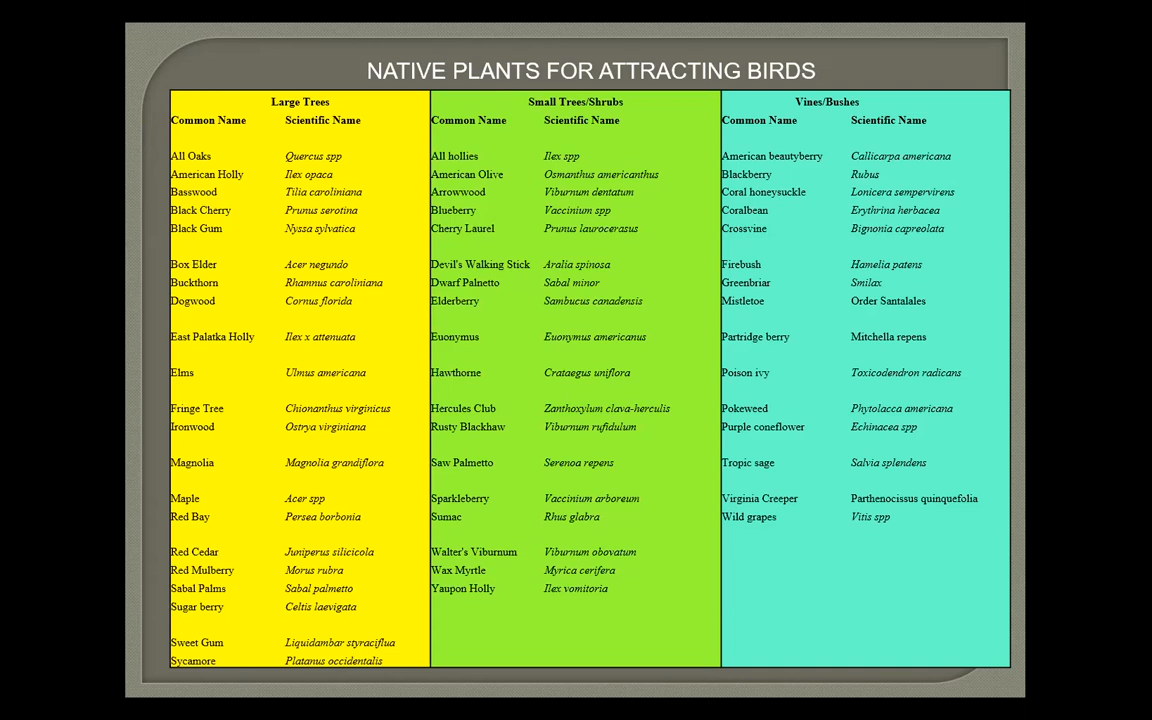 NATIVE PLANTS FOR ATTRACTING BIRDS
Large Trees Small Trees/Shrubs Vines/Bushes
Common Name Scientific Name Common Name Scientific Name Common Name Scientific Name
All Oaks Quercus spp All hollies Ilex spp American beautyberry Callicarpa americana
American Holly Ilex opaca American Olive Osmanthus americanthus Blackberry Rubus
Basswood Tilia caroliniana Arrowwood Viburnum dentatum Coral honeysuckle Lonicera sempervirens
Black Cherry Prunus serotina Blueberry Vaccinium spp Coralbean Erythrina herbacea
Black Gum Nyssa sylvatica Cherry Laurel Prunus laurocerasus Crossvine Bignonia capreolata
Box Elder Acer negundo Devil's Walking Stick Aralia spinosa Firebush Hamelia patens
Buckthorn Rhamnus caroliniana Dwarf Palnetto Sabal minor Greenbriar Smilax
Dogwood Cornus florida Elderberry Sambucus canadensis Mistletoe Order Santalales
East Palatka Holly Ilex x attenuata Euonymus Euonymus americanus Partridge berry Mitchella repens
Elms Ulmus americana Hawthorne Crataegus uniflora Poison ivy Toxicodendron radicans
Fringe Tree Chionanthus virginicus Hercules Club Zanthoxylum clava-herculis Pokeweed Phytolacca americana
Ironwood Ostrya virginiana Rusty Blackhaw Viburnum rufidulum Purple coneflower Echinacea spp
Magnolia Magnolia grandiflora Saw Palmetto Serenoa repens Tropic sage Salvia splendens
Maple Acer spp Sparkleberry Vaccinium arboreum Virginia Creeper Parthenocissus quinquefolia
Red Bay Persea borbonia Sumac Rhus glabra Wild grapes Vitis spp
Red Cedar Juniperus silicicola Walter's Viburnum Viburnum obovatum
Red Mulberry Morus rubra Wax Myrtle Myrica cerifera
Sabal Palms Sabal palmetto Yaupon Holly Ilex vomitoria
Sugar berry Celtis laevigata
Sweet Gum Liquidambar styraciflua
Sycamore Platanus occidentalis